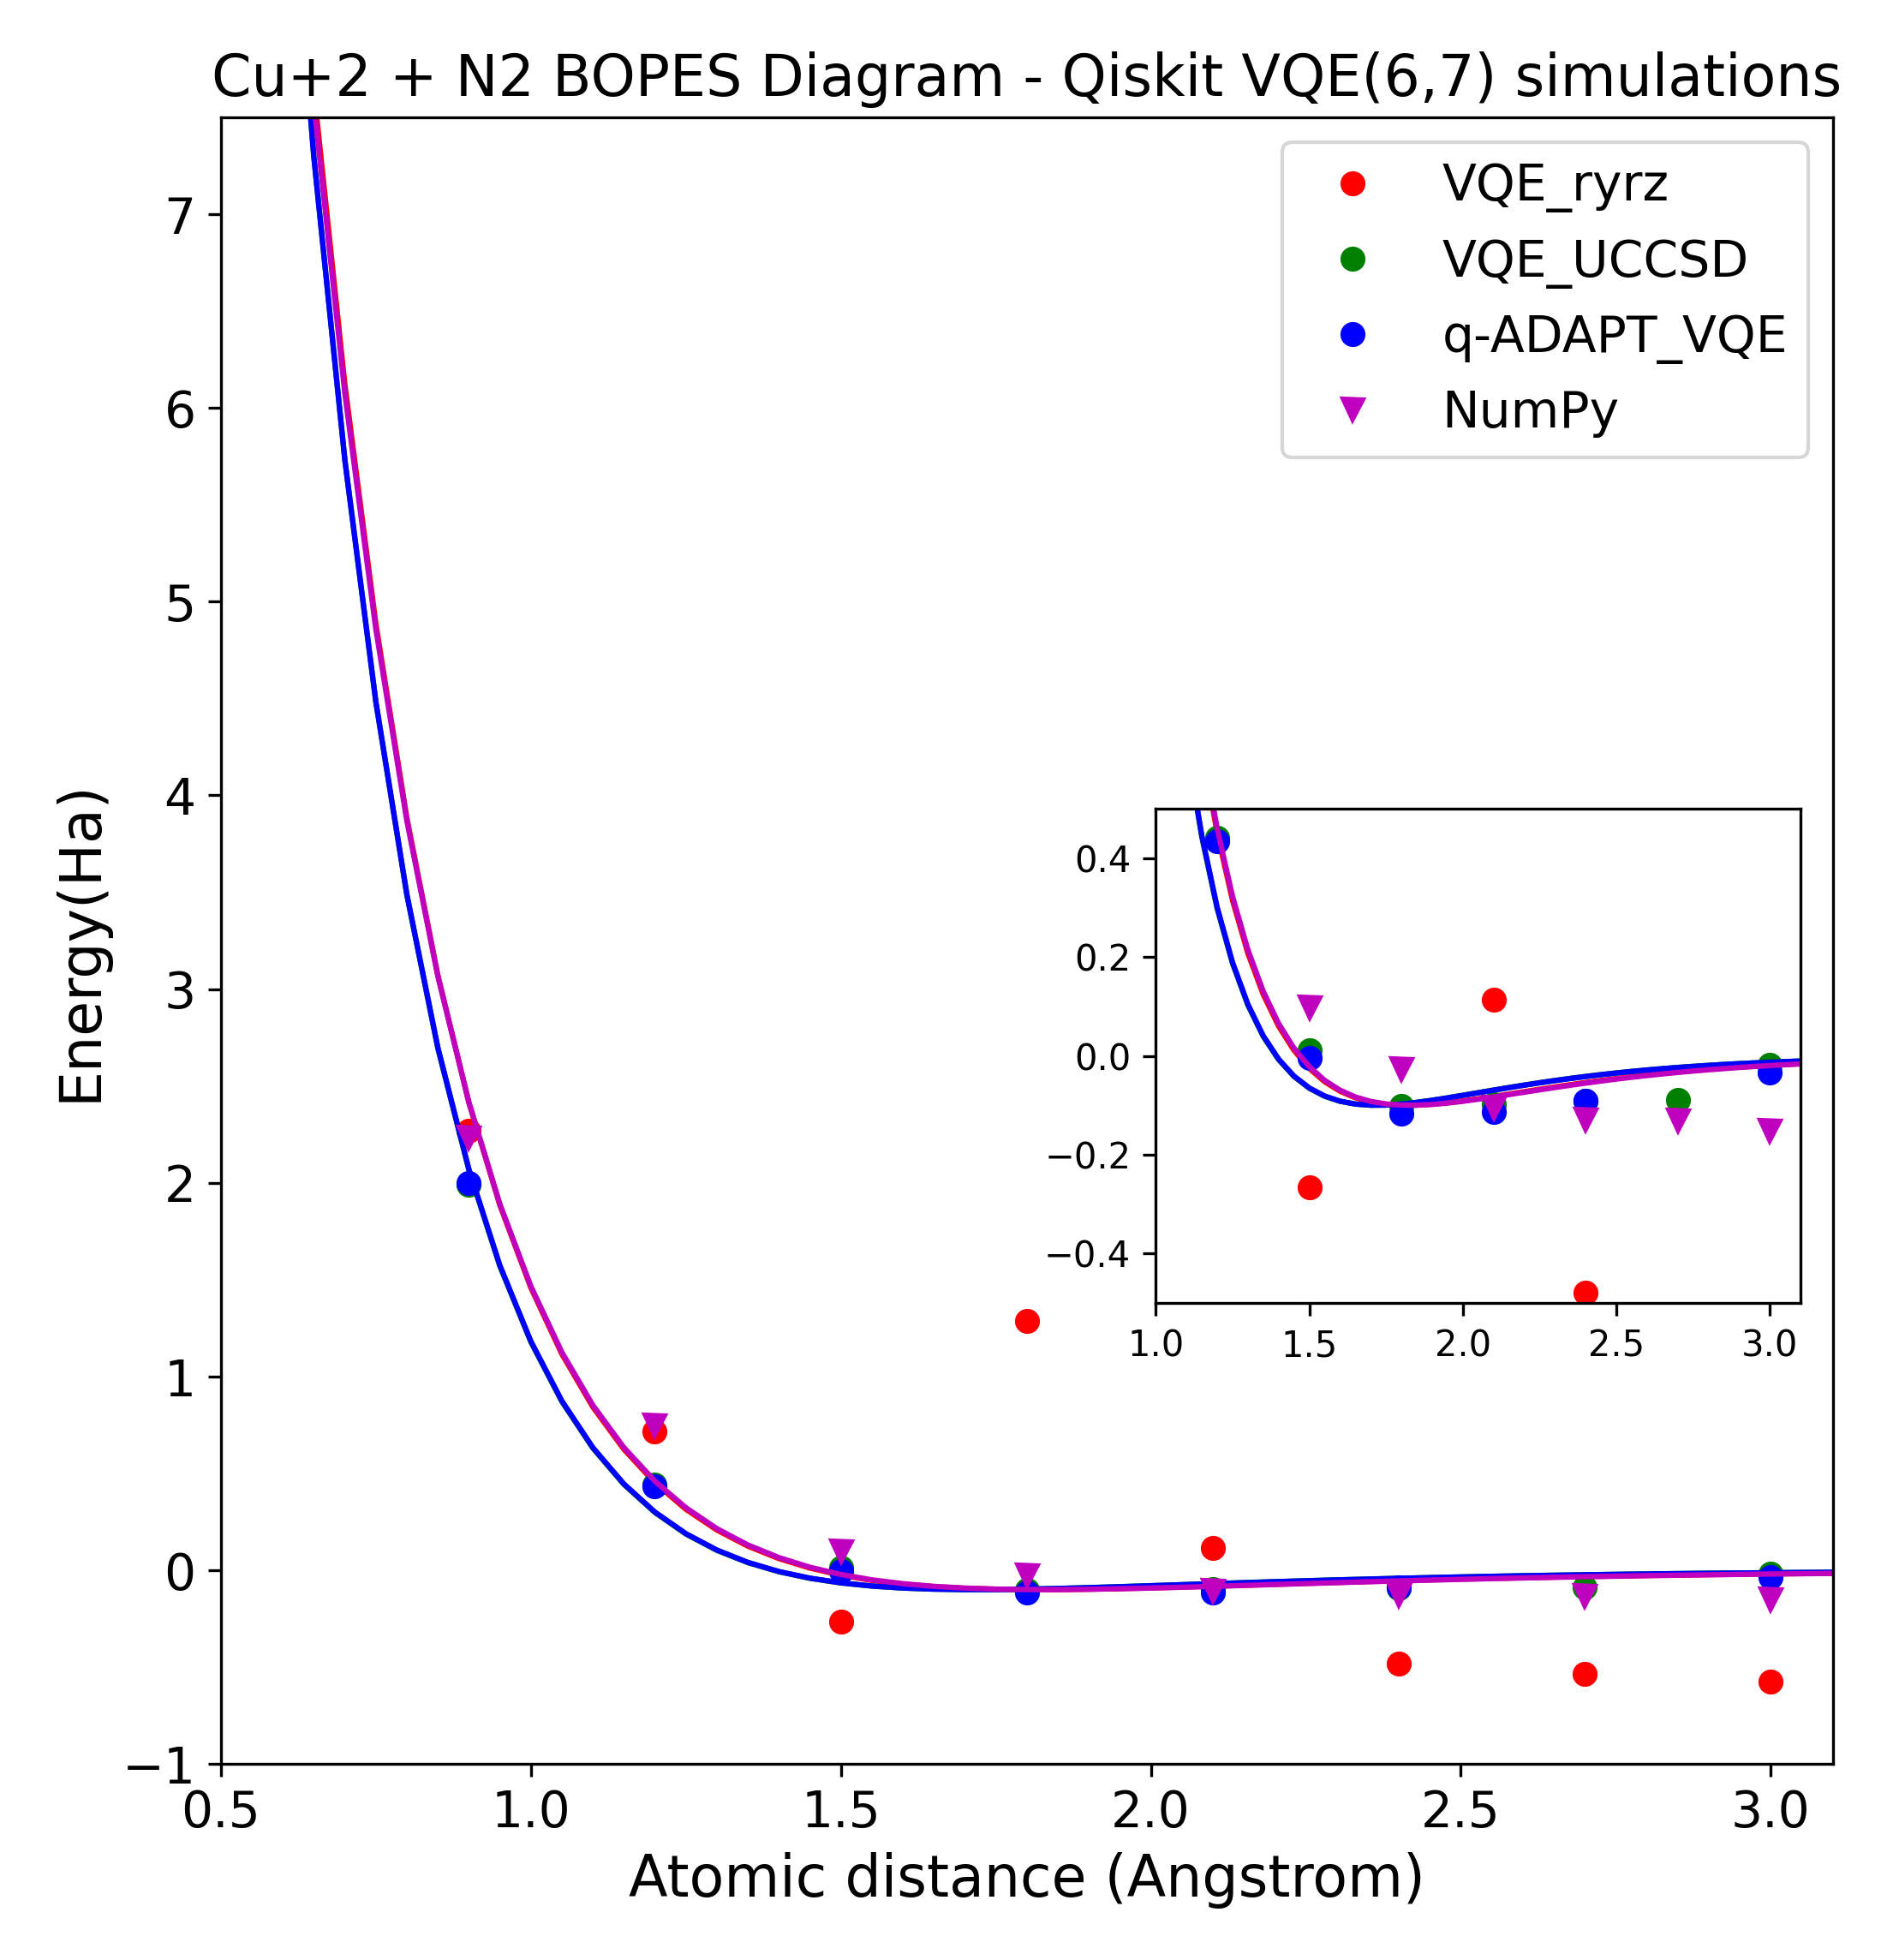 Cu+2 + N2 BOPES Diagram - Qiskit VQE(6,7) simulations
VQE_ryrz
VQE_UCCSD
q-ADAPT_VQE
NumPy
7
6
5
4
3
2
1
0
−1
Energy(Ha)
0.4
0.2
0.0
−0.2
−0.4
1.0 1.5 2.0 2.5 3.0
0.5 1.0 1.5 2.0 2.5 3.0
Atomic distance (Angstrom)